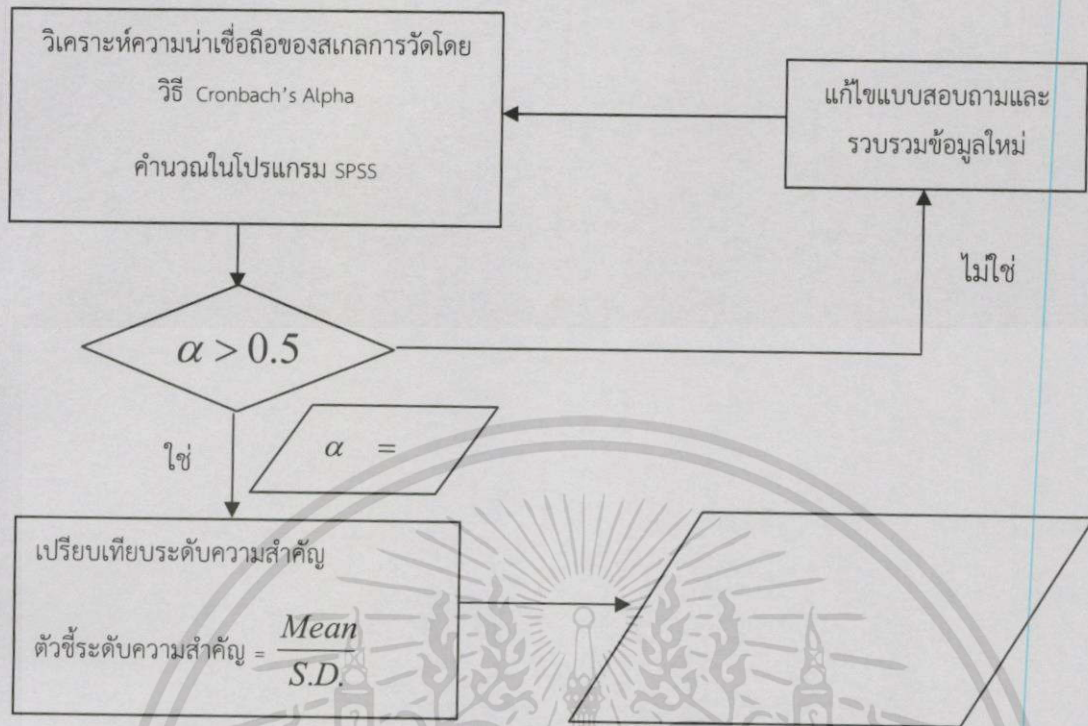 วิเคราะห์ความน่าเชื่อถือของสเกลการวัดโดย
วิธี Cronbach's Alpha
คำนวณในโปรแกรม SPSS
แก้ไขแบบสอบถามและ
รวบรวมข้อมูลใหม่
ไม่ใช่
α > 0.5
ใช่
α =
เปรียบเทียบระดับความสำคัญ
ตัวชี้ระดับความสำคัญ = Mean
S.D.